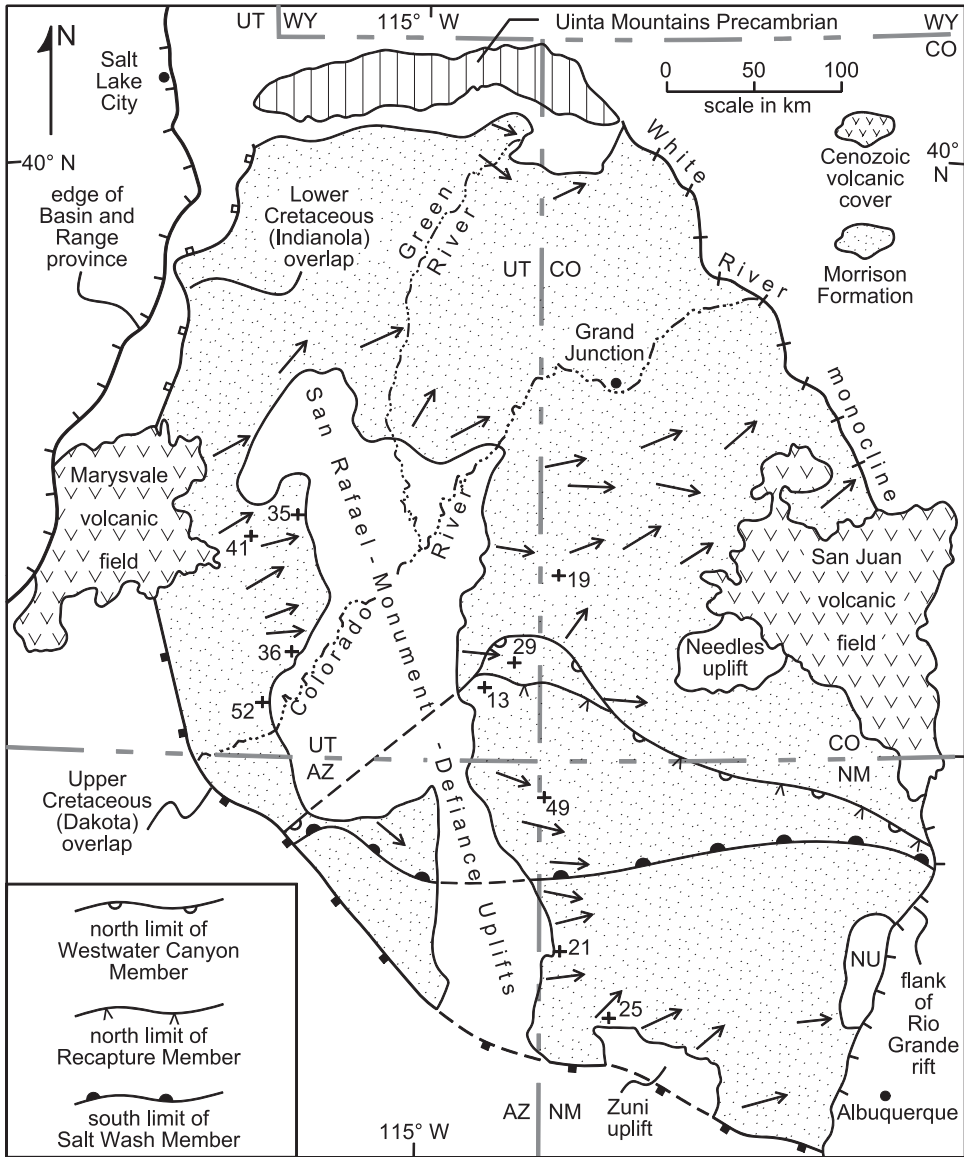 UT WY
115° W
Uinta Mountains Precambrian
WY
CO
N
Salt
Lake
City
0 50 100
scale in km
Cenozoic
volcanic
cover
Morrison
Formation
40° N
40°
N
edge of
Basin and
Range
province
Lower
Cretaceous
(Indianola)
overlap
Green
River
White
River
monocline
UT CO
Grand
Junction
San
Rafael - Monument - Defiance
Uplifts
Marysvale
volcanic
field
35
41
Colorado
River
19
San Juan
volcanic
field
Needles
uplift
36
29
13
52
UT
AZ
CO
NM
49
Upper
Cretaceous
(Dakota)
overlap
north limit of
Westwater Canyon
Member
north limit of
Recapture Member
south limit of
Salt Wash Member
21
25
NU
flank
of
Rio
Grande
rift
AZ NM
Zuni
uplift
Albuquerque
115° W